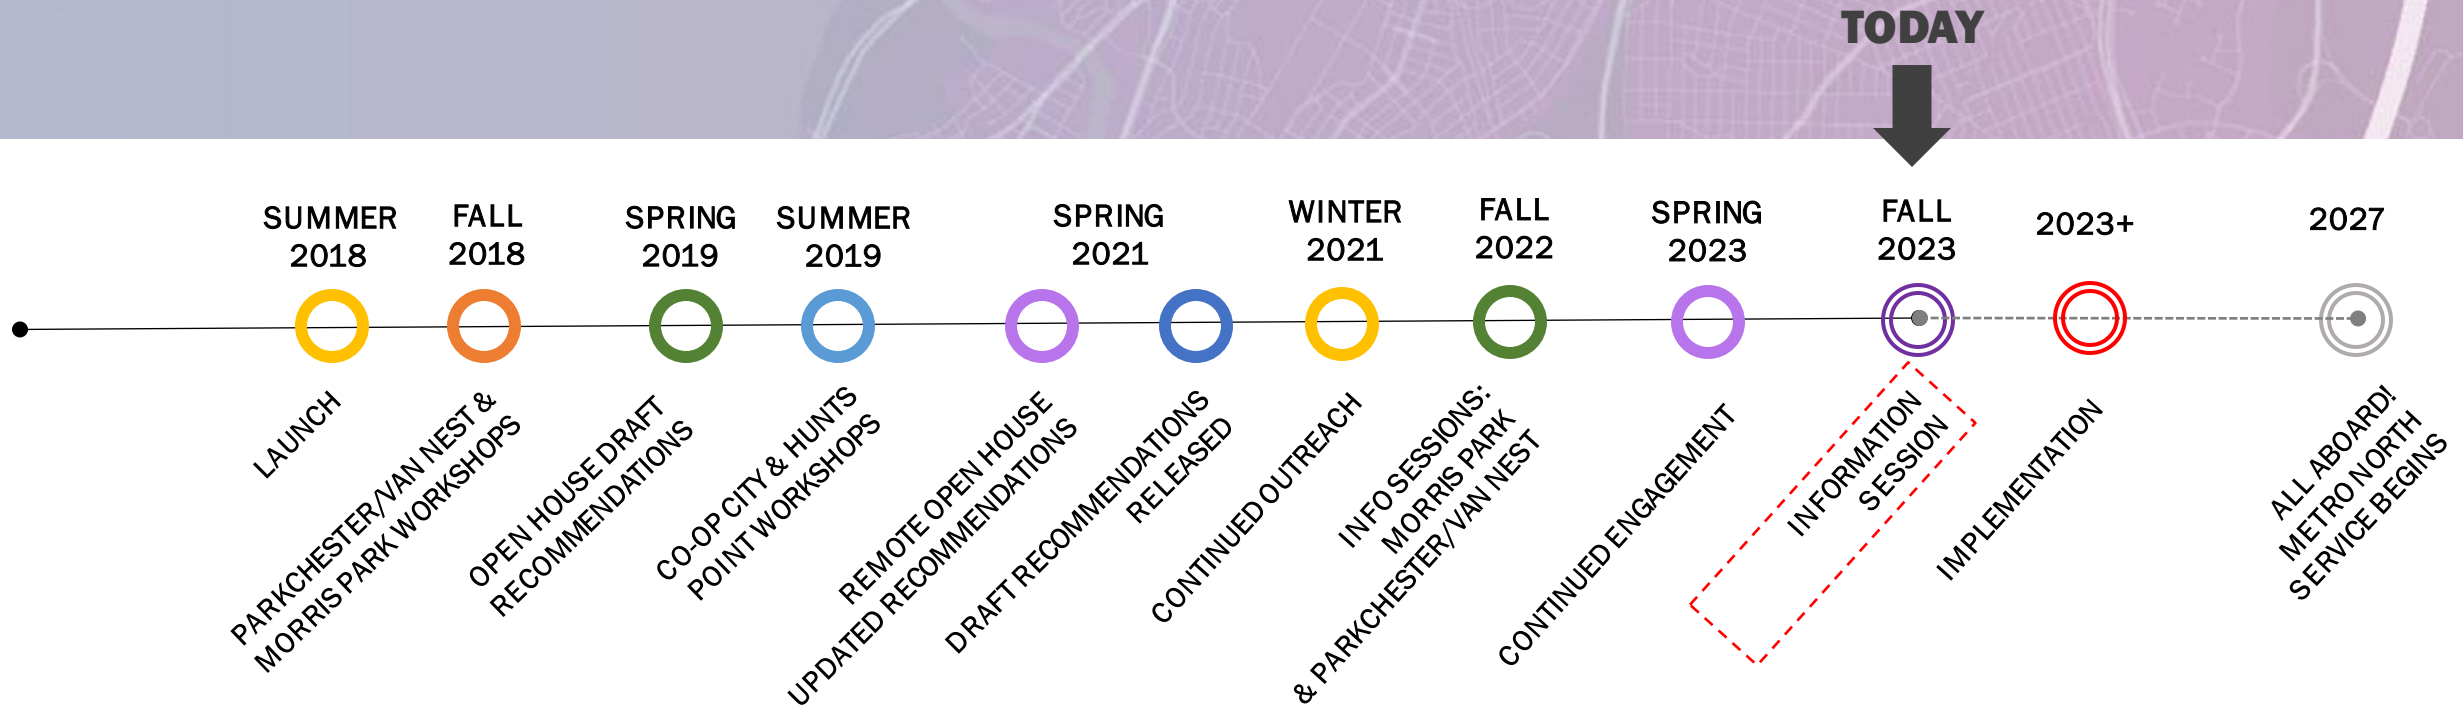 TODAY
SUMMER
2018
FALL
2018
SPRING
2019
SUMMER
2019
SPRING
2021
WINTER
2021
FALL
2022
SPRING
2023
FALL
2023
2023+
2027
LAUNCH
PARKCHESTER/VAN NEST &
MORRIS PARK WORKSHOPS
OPEN HOUSE DRAFT
RECOMMENDATIONS
CO-OP CITY & HUNTS
POINT WORKSHOPS
REMOTE OPEN HOUSE
UPDATED RECOMMENDATIONS
DRAFT RECOMMENDATIONS
RELEASED
CONTINUED OUTREACH
INFO SESSIONS:
MORRIS PARK
& PARKCHESTER/VAN NEST
CONTINUED ENGAGEMENT
INFORMATION
SESSION
IMPLEMENTATION
ALL ABOARD!
METRO NORTH
SERVICE BEGINS